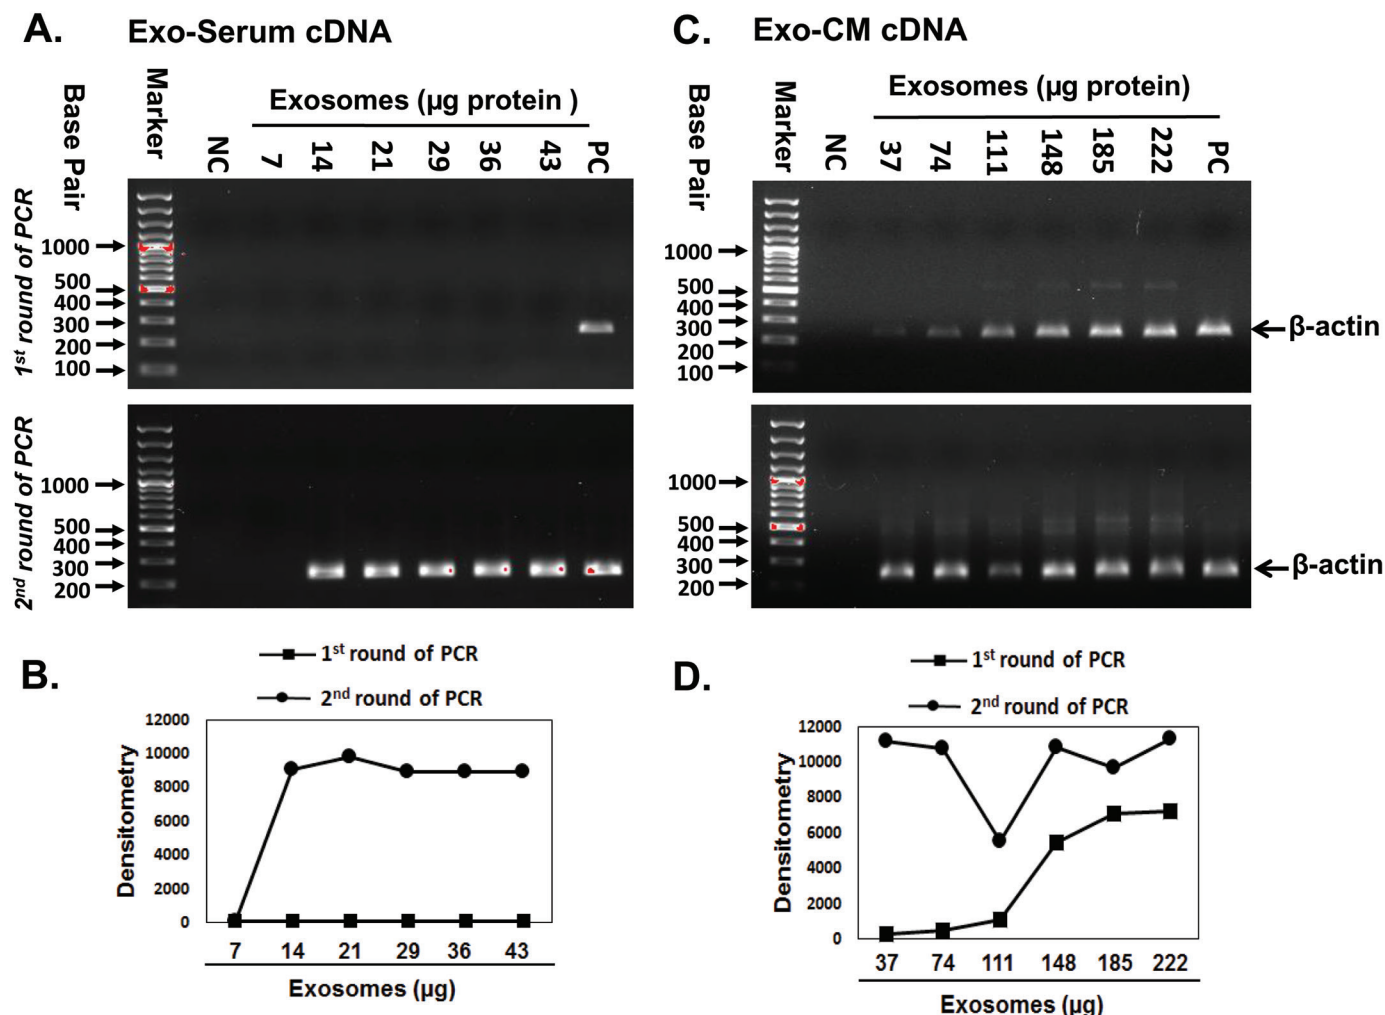 A. Exo-Serum cDNA
Base Pair
Marker
Exosomes (µg protein )
NC 7 14 21 29 36 43 PC
1st round of PCR
1000
500
400
300
200
100
2nd round of PCR
1000
500
400
300
200
B.
1st round of PCR
2nd round of PCR
Densitometry
12000
10000
8000
6000
4000
2000
0
7 14 21 29 36 43
Exosomes (µg)
C. Exo-CM cDNA
Base Pair
Marker
Exosomes (µg protein)
NC 37 74 111 148 185 222 PC
1000
500
400
300
200
100
β-actin
1000
500
400
300
200
β-actin
D.
1st round of PCR
2nd round of PCR
Densitometry
12000
10000
8000
6000
4000
2000
0
37 74 111 148 185 222
Exosomes (µg)